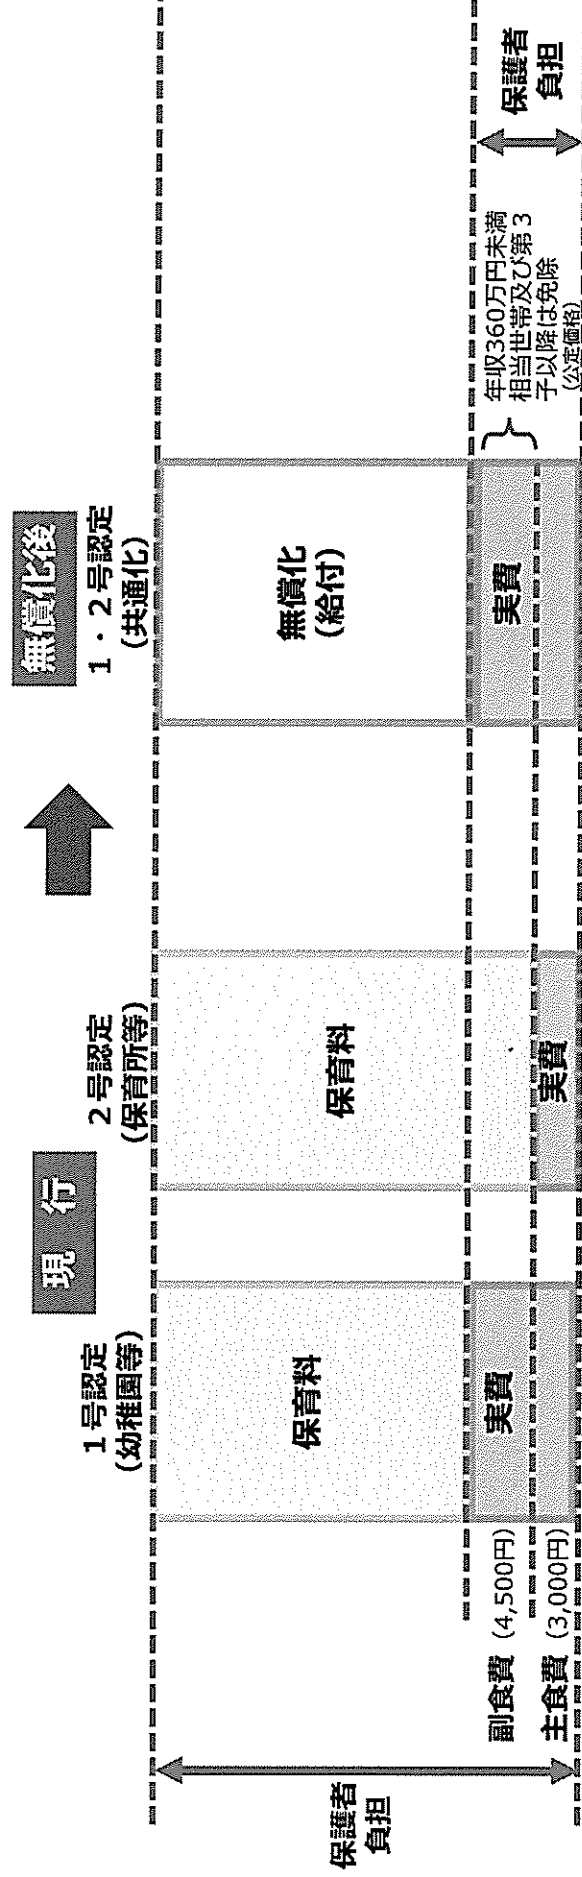 現 行
無償化後
1号認定
（幼稚園等）
2号認定
（保育所等）
1・2号認定
（共通化）
保護者
負担
保育料
保育料
無償化
（給付）
副食費（4,500円）
主食費（3,000円）
実費
実費
実費
年収360万円未満
相当世帯及び第3
子以降は免除
（公定価格）
保護者
負担